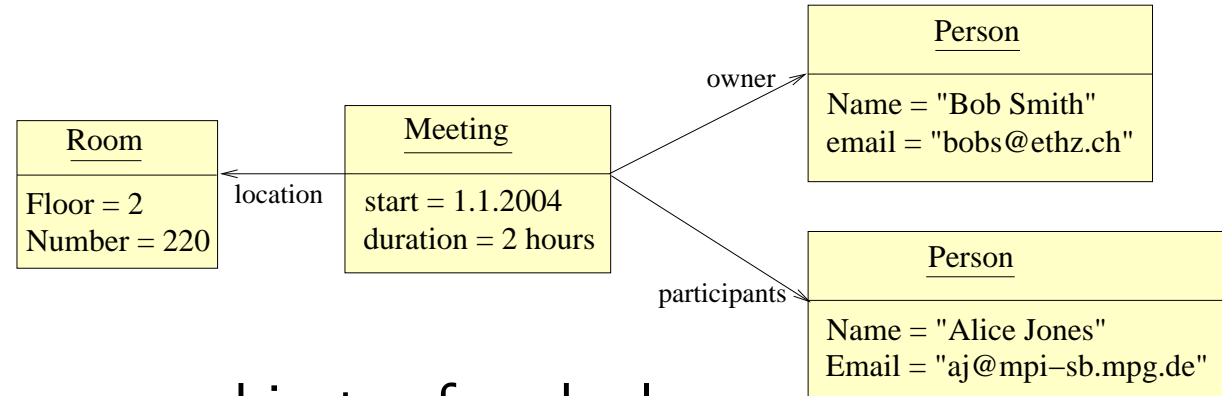 Person
owner
Name = "Bob Smith"
email = "bobs@ethz.ch"
Room
Floor = 2
Number = 220
location
Meeting
start = 1.1.2004
duration = 2 hours
participants
Person
Name = "Alice Jones"
Email = "aj@mpi−sb.mpg.de"